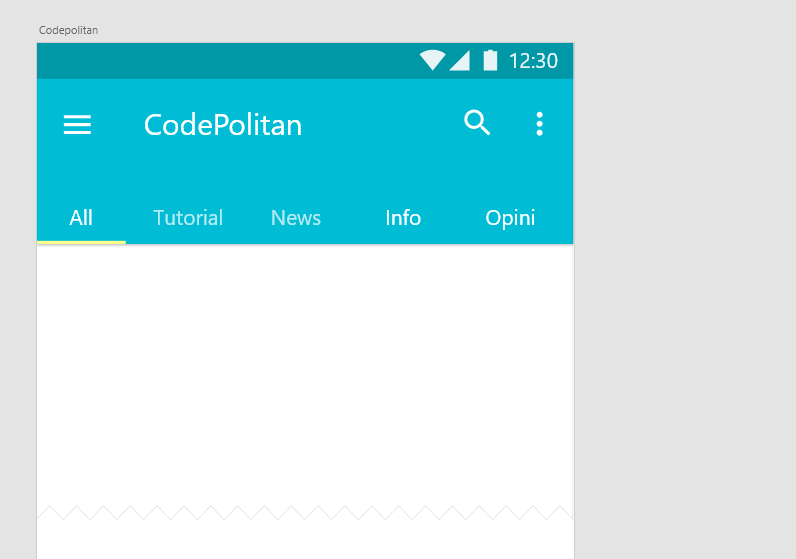 Codepolitan
12:30
CodePolitan
All Tutorial News Info Opini